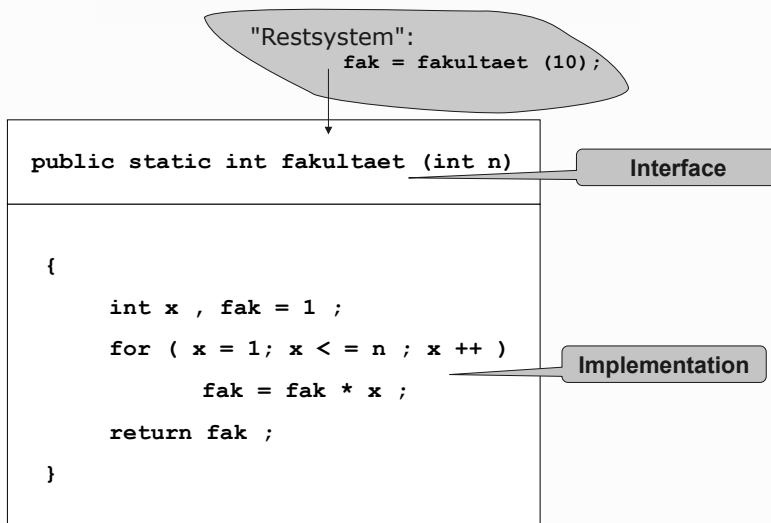 "Restsystem":
fak = fakultaet (10);
public static int fakultaet (int n)
Interface
{
int x , fak = 1 ;
for ( x = 1; x < = n ; x ++ )
Implementation
fak = fak * x ;
return fak ;
}